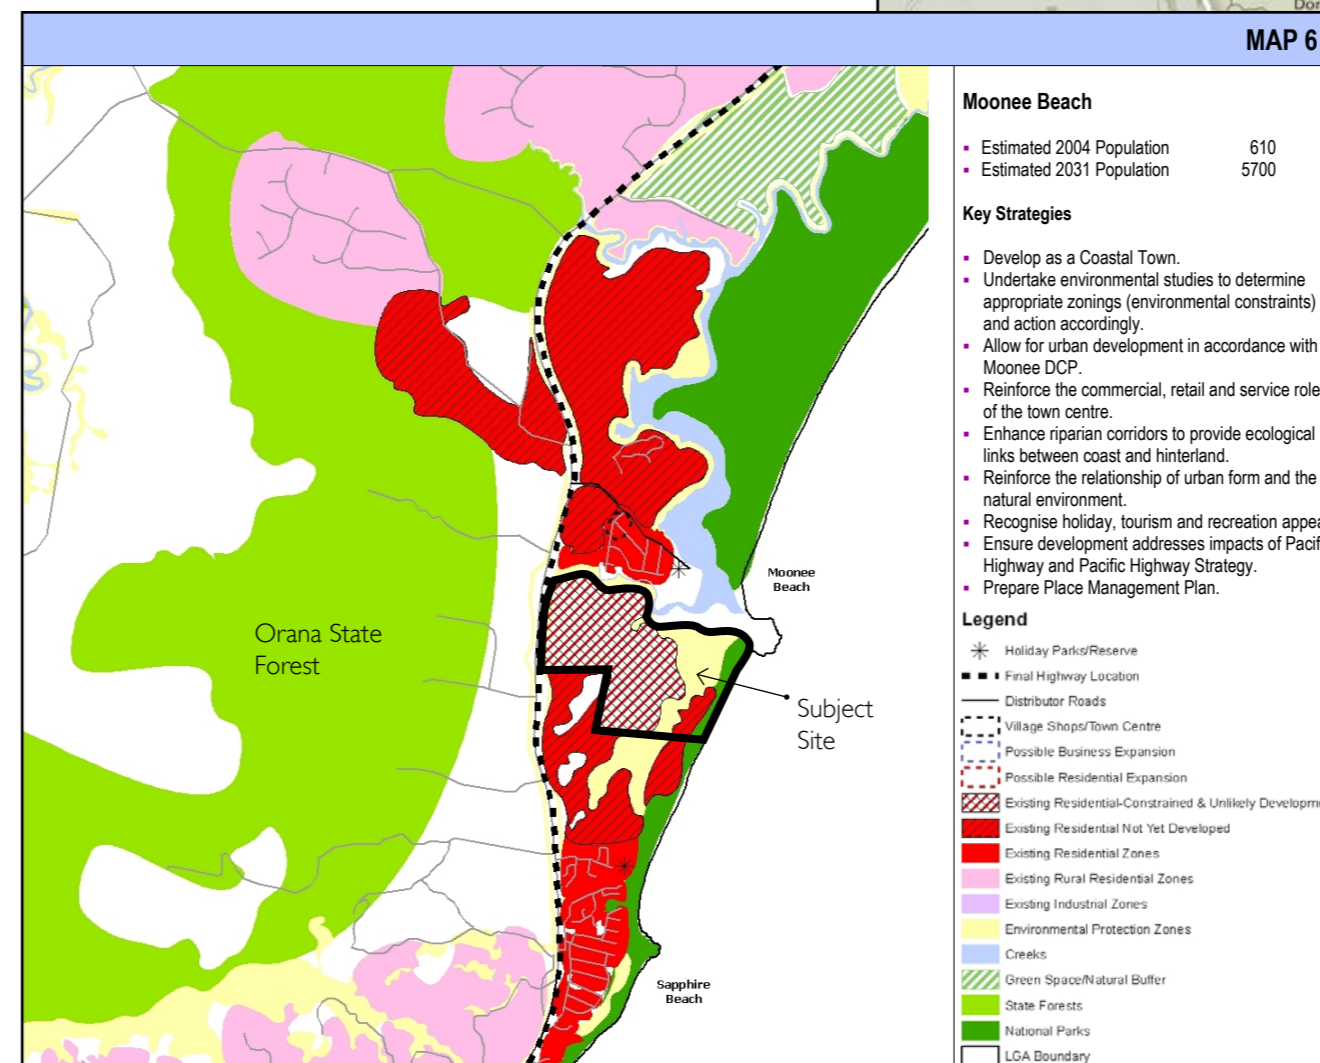 Dor
MAP 6
Moonee Beach
Estimated 2004 Population 610
Estimated 2031 Population 5700
Key Strategies
Develop as a Coastal Town.
Undertake environmental studies to determine
appropriate zonings (environmental constraints)
and action accordingly.
Allow for urban development in accordance with
Moonee DCP.
Reinforce the commercial, retail and service role
of the town centre.
Enhance riparian corridors to provide ecological
links between coast and hinterland.
Reinforce the relationship of urban form and the
natural environment.
Recognise holiday, tourism and recreation appea
Ensure development addresses impacts of Pacif
Highway and Pacific Highway Strategy.
Prepare Place Management Plan.
Legend
Holiday Parks/Reserve
Final Highway Location
Distributor Roads
Village Shops/Town Centre
Possible Business Expansion
Possible Residential Expansion
Existing Residential-Constrained & Unlikely Developm
Existing Residential Not Yet Developed
Existing Residential Zones
Existing Rural Residential Zones
Existing Industrial Zones
Environmental Protection Zones
Creeks
Green Space/Natural Buffer
State Forests
National Parks
LGA Boundary
Moonee
Beach
Orana State
Forest
Subject
Site
Sapphire
Beach